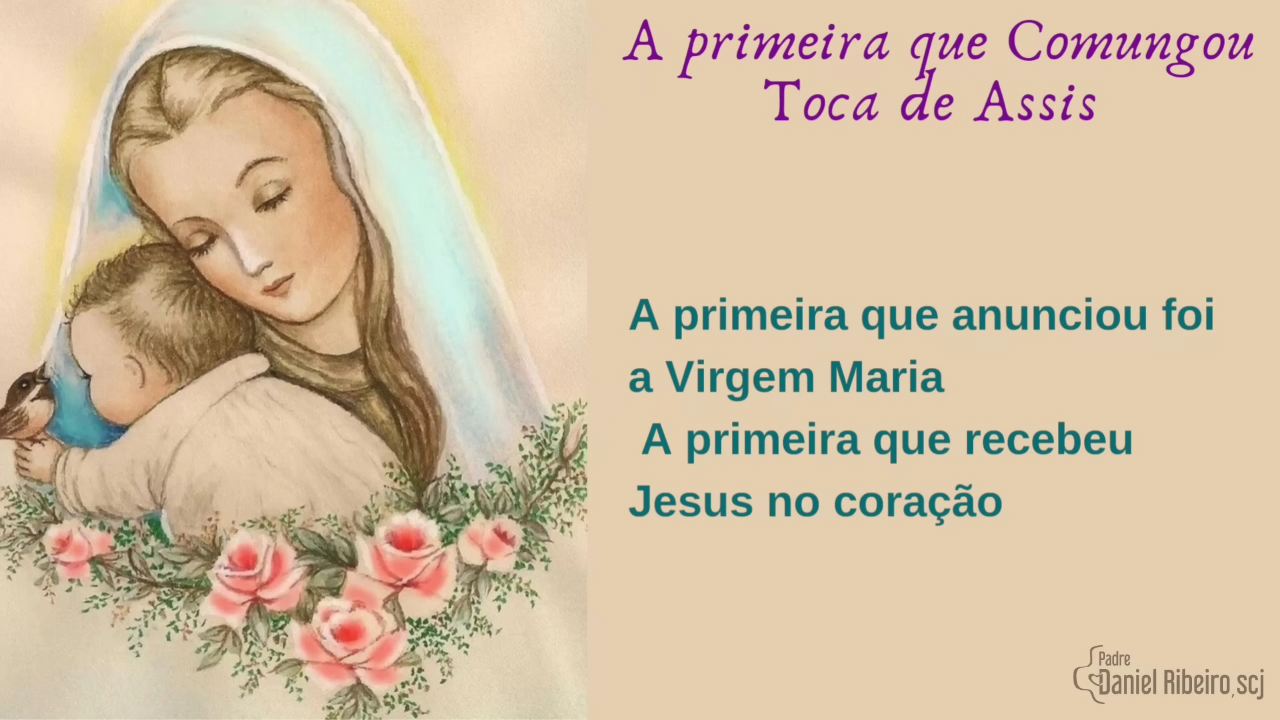 A primeira que Comungou
Toca de Assis
A primeira que anunciou foi
a Virgem Maria
A primeira que recebeu
Jesus no coração
Padre
Daniel Ribeiro, scj